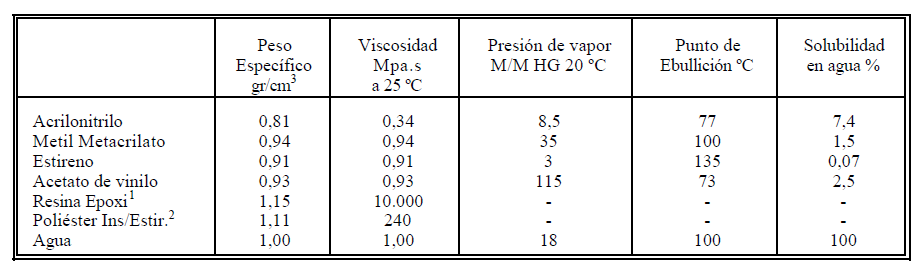 Peso Específico gr/cm³ | Viscosidad Mpa.s a 25 ºC | Presión de vapor M/M HG 20 ºC | Punto de Ebullición ºC | Solubilidad en agua %
Acrilonitrilo 0,81 0,34 8,5 77 7,4
Metil Metacrilato 0,94 0,94 35 100 1,5
Estireno 0,91 0,91 3 135 0,07
Acetato de vinilo 0,93 0,93 115 73 2,5
Resina Epoxi¹ 1,15 10.000 - - -
Poliéster Ins/Estir.² 1,11 240 - - -
Agua 1,00 1,00 18 100 100